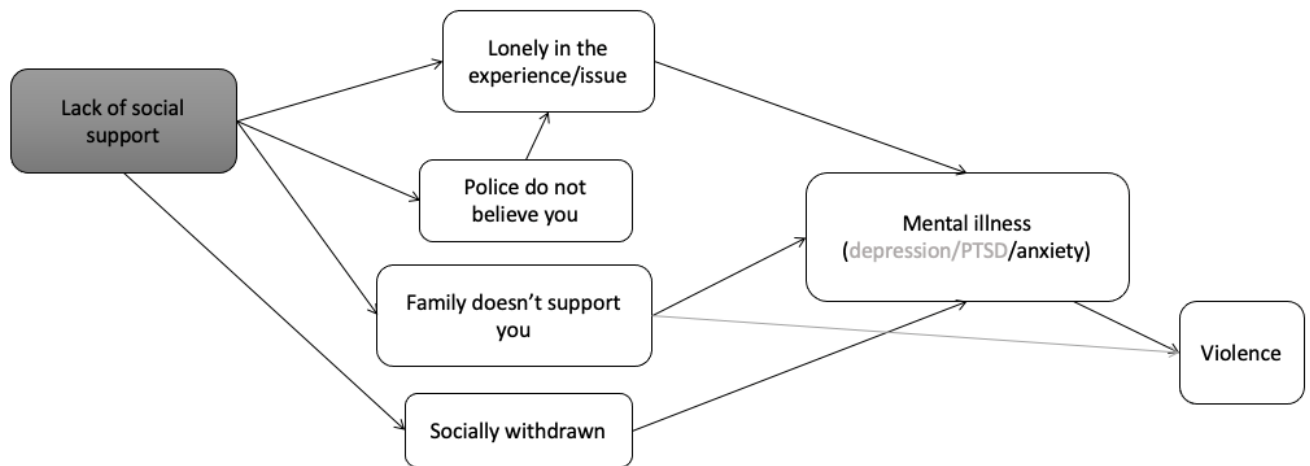 Lonely in the
experience/issue
Lack of social
support
Police do not
believe you
Mental illness
(depression/PTSD/anxiety)
Family doesn’t support
you
Violence
Socially withdrawn